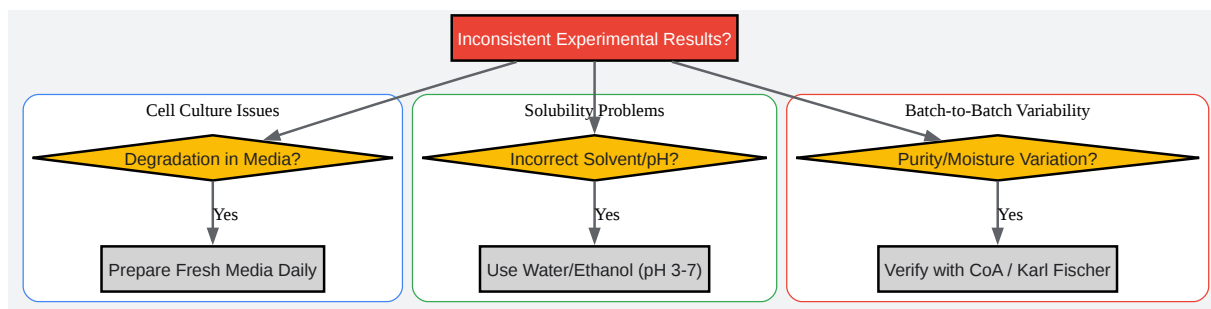 Inconsistent Experimental Results?
Cell Culture Issues
Degradation in Media?
Yes
Prepare Fresh Media Daily
Solubility Problems
Incorrect Solvent/pH?
Yes
Use Water/Ethanol (pH 3-7)
Batch-to-Batch Variability
Purity/Moisture Variation?
Yes
Verify with CoA / Karl Fischer